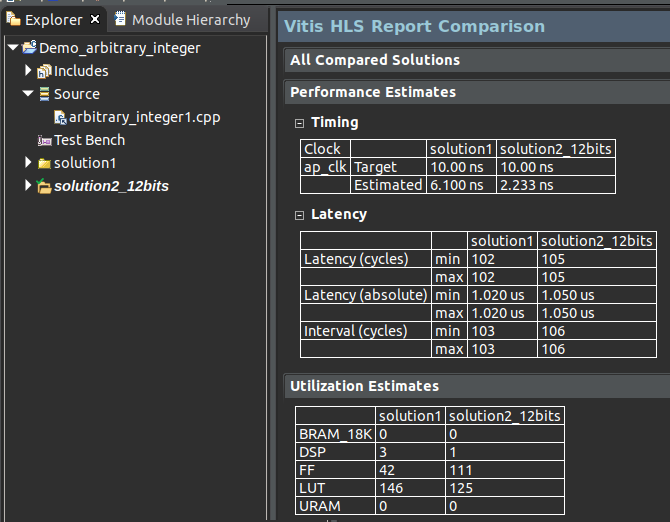 Explorer
Module Hierarchy
Demo_arbitrary_integer
Includes
Source
arbitrary_integer1.cpp
Test Bench
solution1
solution2_12bits
Vitis HLS Report Comparison
All Compared Solutions
Performance Estimates
Timing
Clock solution1 solution2_12bits
ap_clk Target 10.00 ns 10.00 ns
Estimated 6.100 ns 2.233 ns
Latency
solution1 solution2_12bits
Latency (cycles) min 102 105
max 102 105
Latency (absolute) min 1.020 us 1.050 us
max 1.020 us 1.050 us
Interval (cycles) min 103 106
max 103 106
Utilization Estimates
solution1 solution2_12bits
BRAM_18K 0 0
DSP 3 1
FF 42 111
LUT 146 125
URAM 0 0